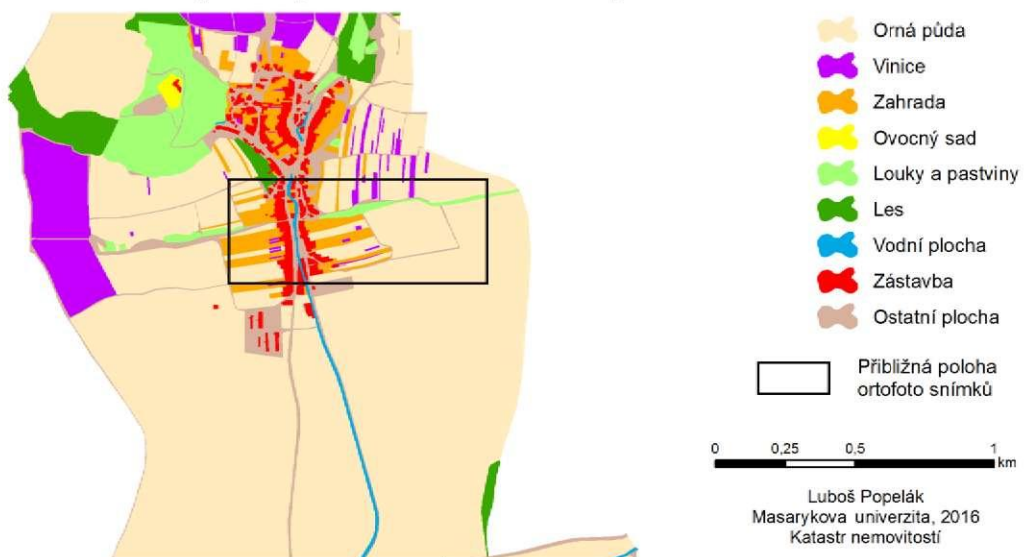 Orná půda
Vinice
Zahrada
Ovocný sad
Louky a pastviny
Les
Vodní plocha
Zástavba
Ostatní plocha
Přibližná poloha
ortofoto snímků
0 0,25 0,5 1
km
Luboš Popelák
Masarykova univerzita, 2016
Katastr nemovitostí